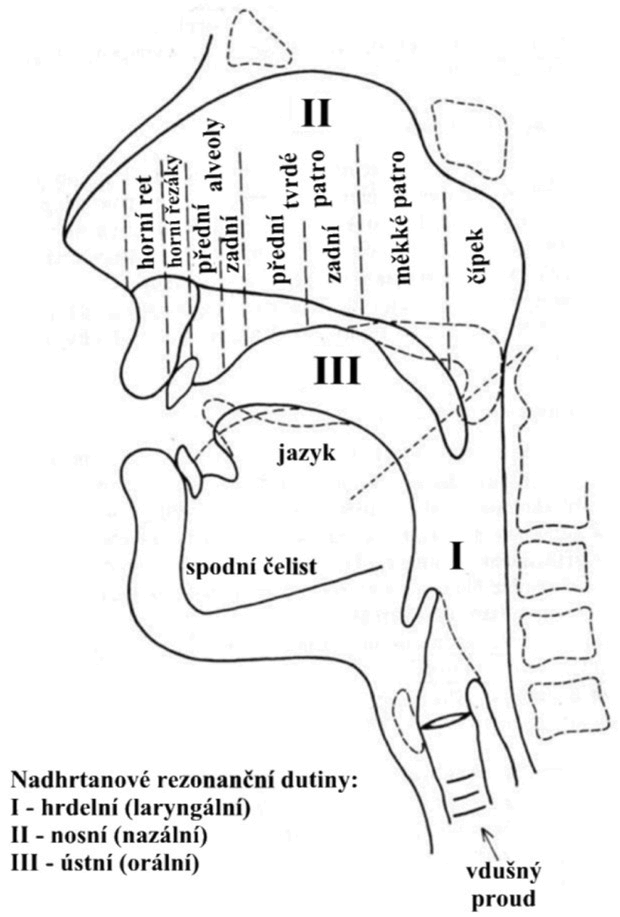 II
horní ret
horní řezáky
přední
zadní
alveoly
přední
zadní
tvrdé
patro
měkké patro
čípek
III
jazyk
I
spodní čelist
Nadhrtanové rezonanční dutiny:
I - hrdelní (laryngální)
II - nosní (nazální)
III - ústní (orální)
vdušný
proud